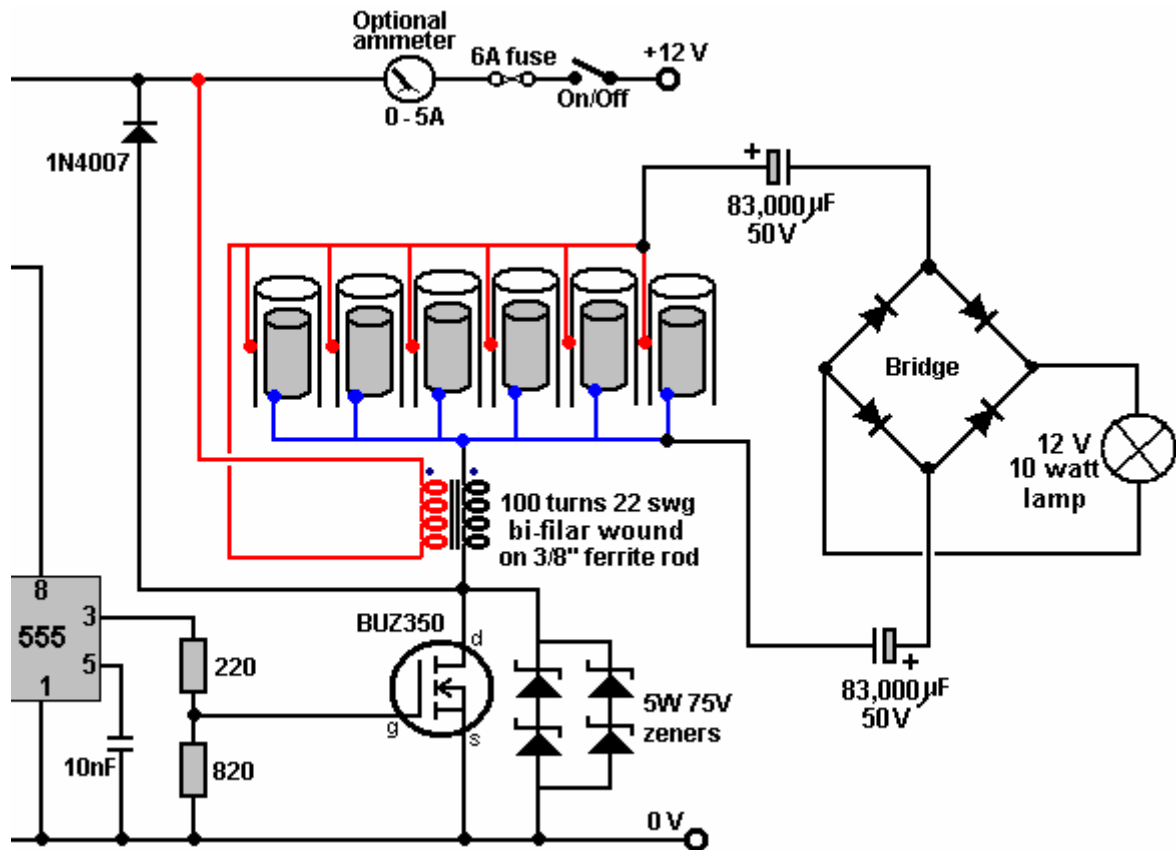 Optional
ammeter
0 - 5A
6A fuse
On/Off
+12 V
1N4007
+
83,000µF
50V
Bridge
12 V
10 watt
lamp
100 turns 22 swg
bi-filar wound
on 3/8" ferrite rod
8
3
555
5
1
220
820
10nF
BUZ350
d
g
s
5W 75V
zeners
+
83,000µF
50V
0 V